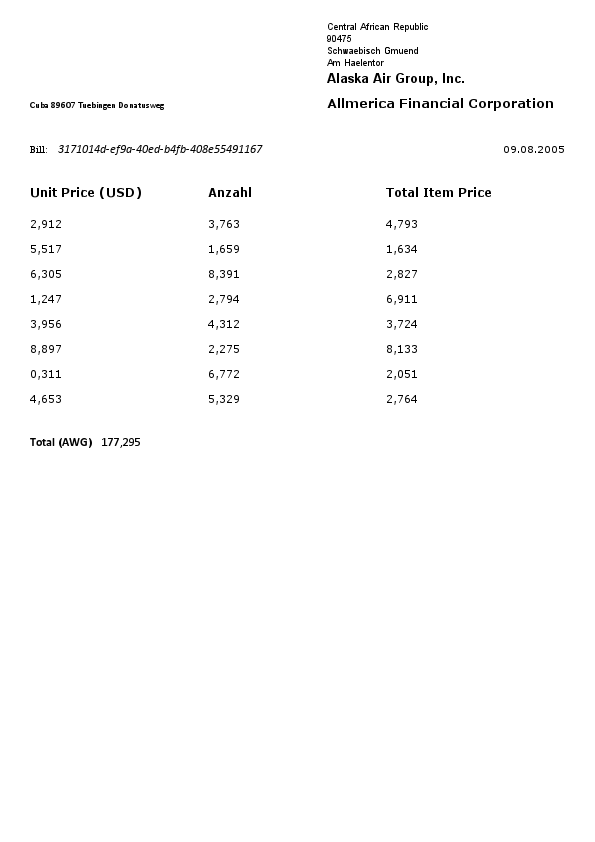 Central African Republic
90475
Schwaebisch Gmuend
Am Haelentor
Alaska Air Group, Inc.
Cuba 89607 Tuebingen Donatusweg
Allmerica Financial Corporation
Bill: 3171014d-ef9a-40ed-b4fb-408e55491167 09.08.2005
Unit Price (USD) Anzahl Total Item Price
2,912 3,763 4,793
5,517 1,659 1,634
6,305 8,391 2,827
1,247 2,794 6,911
3,956 4,312 3,724
8,897 2,275 8,133
0,311 6,772 2,051
4,653 5,329 2,764
Total (AWG) 177,295